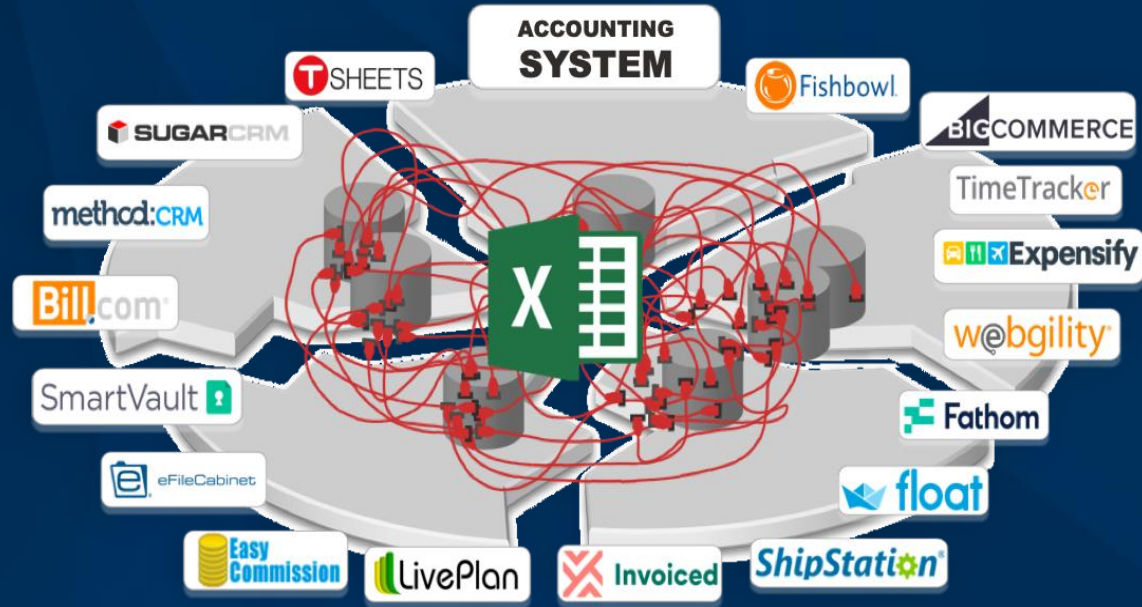 ACCOUNTING
SYSTEM
T SHEETS
Fishbowl
SUGARCRM
BIGCOMMERCE
TimeTracker
method:CRM
Expensify
Bill.com
X
webgility
SmartVault
Fathom
e eFileCabinet
float
Easy
Commission
LivePlan
Invoiced
ShipStation